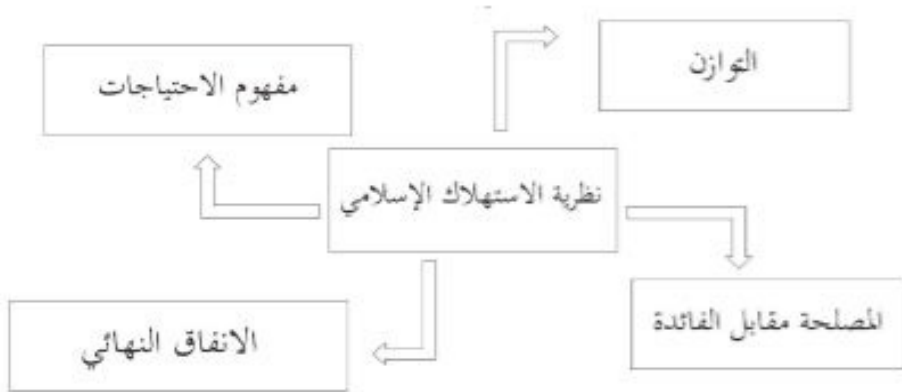 التوازن
مفهوم الاحتياجات
نظرية الاستهلاك الإسلامي
المصلحة مقابل الفائدة
الانفاق النهائي